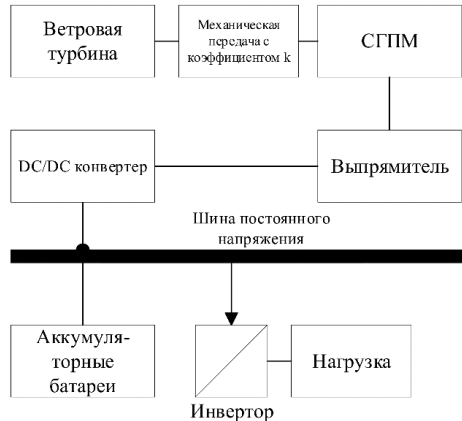 Ветровая
турбина
Механическая
передача с
коэффициентом k
СГПМ
DC/DC конвертер
Выпрямитель
Шина постоянного
напряжения
Аккумуля-
торные
батареи
Инвертор
Нагрузка